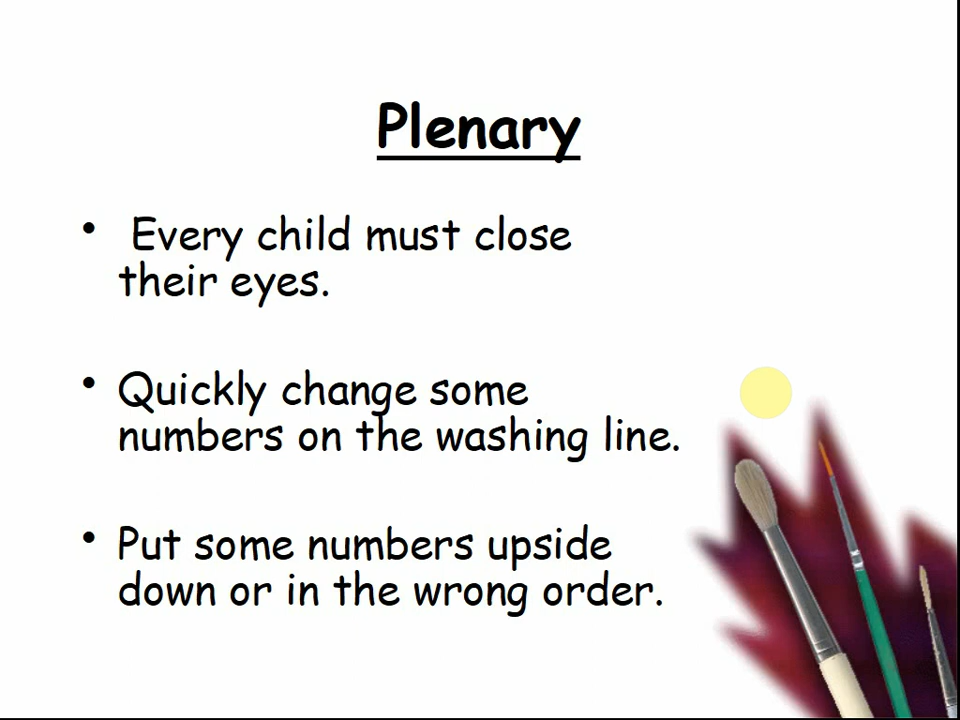 Plenary
• Every child must close
their eyes.
• Quickly change some
numbers on the washing line.
• Put some numbers upside
down or in the wrong order.